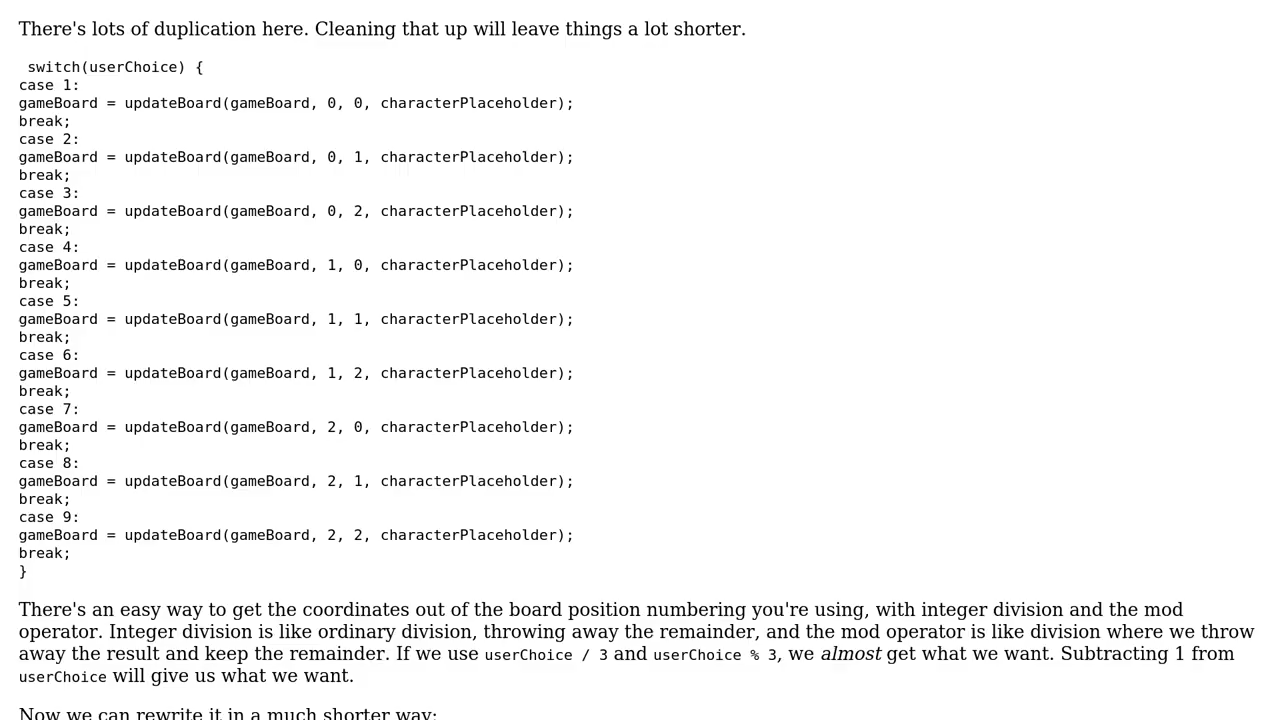 There's lots of duplication here. Cleaning that up will leave things a lot shorter.
switch(userChoice) {
case 1:
gameBoard = updateBoard(gameBoard, 0, 0, characterPlaceholder);
break;
case 2:
gameBoard = updateBoard(gameBoard, 0, 1, characterPlaceholder);
break;
case 3:
gameBoard = updateBoard(gameBoard, 0, 2, characterPlaceholder);
break;
case 4:
gameBoard = updateBoard(gameBoard, 1, 0, characterPlaceholder);
break;
case 5:
gameBoard = updateBoard(gameBoard, 1, 1, characterPlaceholder);
break;
case 6:
gameBoard = updateBoard(gameBoard, 1, 2, characterPlaceholder);
break;
case 7:
gameBoard = updateBoard(gameBoard, 2, 0, characterPlaceholder);
break;
case 8:
gameBoard = updateBoard(gameBoard, 2, 1, characterPlaceholder);
break;
case 9:
gameBoard = updateBoard(gameBoard, 2, 2, characterPlaceholder);
break;
}
There's an easy way to get the coordinates out of the board position numbering you're using, with integer division and the mod
operator. Integer division is like ordinary division, throwing away the remainder, and the mod operator is like division where we throw
away the result and keep the remainder. If we use userChoice / 3 and userChoice % 3, we almost get what we want. Subtracting 1 from
userChoice will give us what we want.
Now we can rewrite it in a much shorter way: